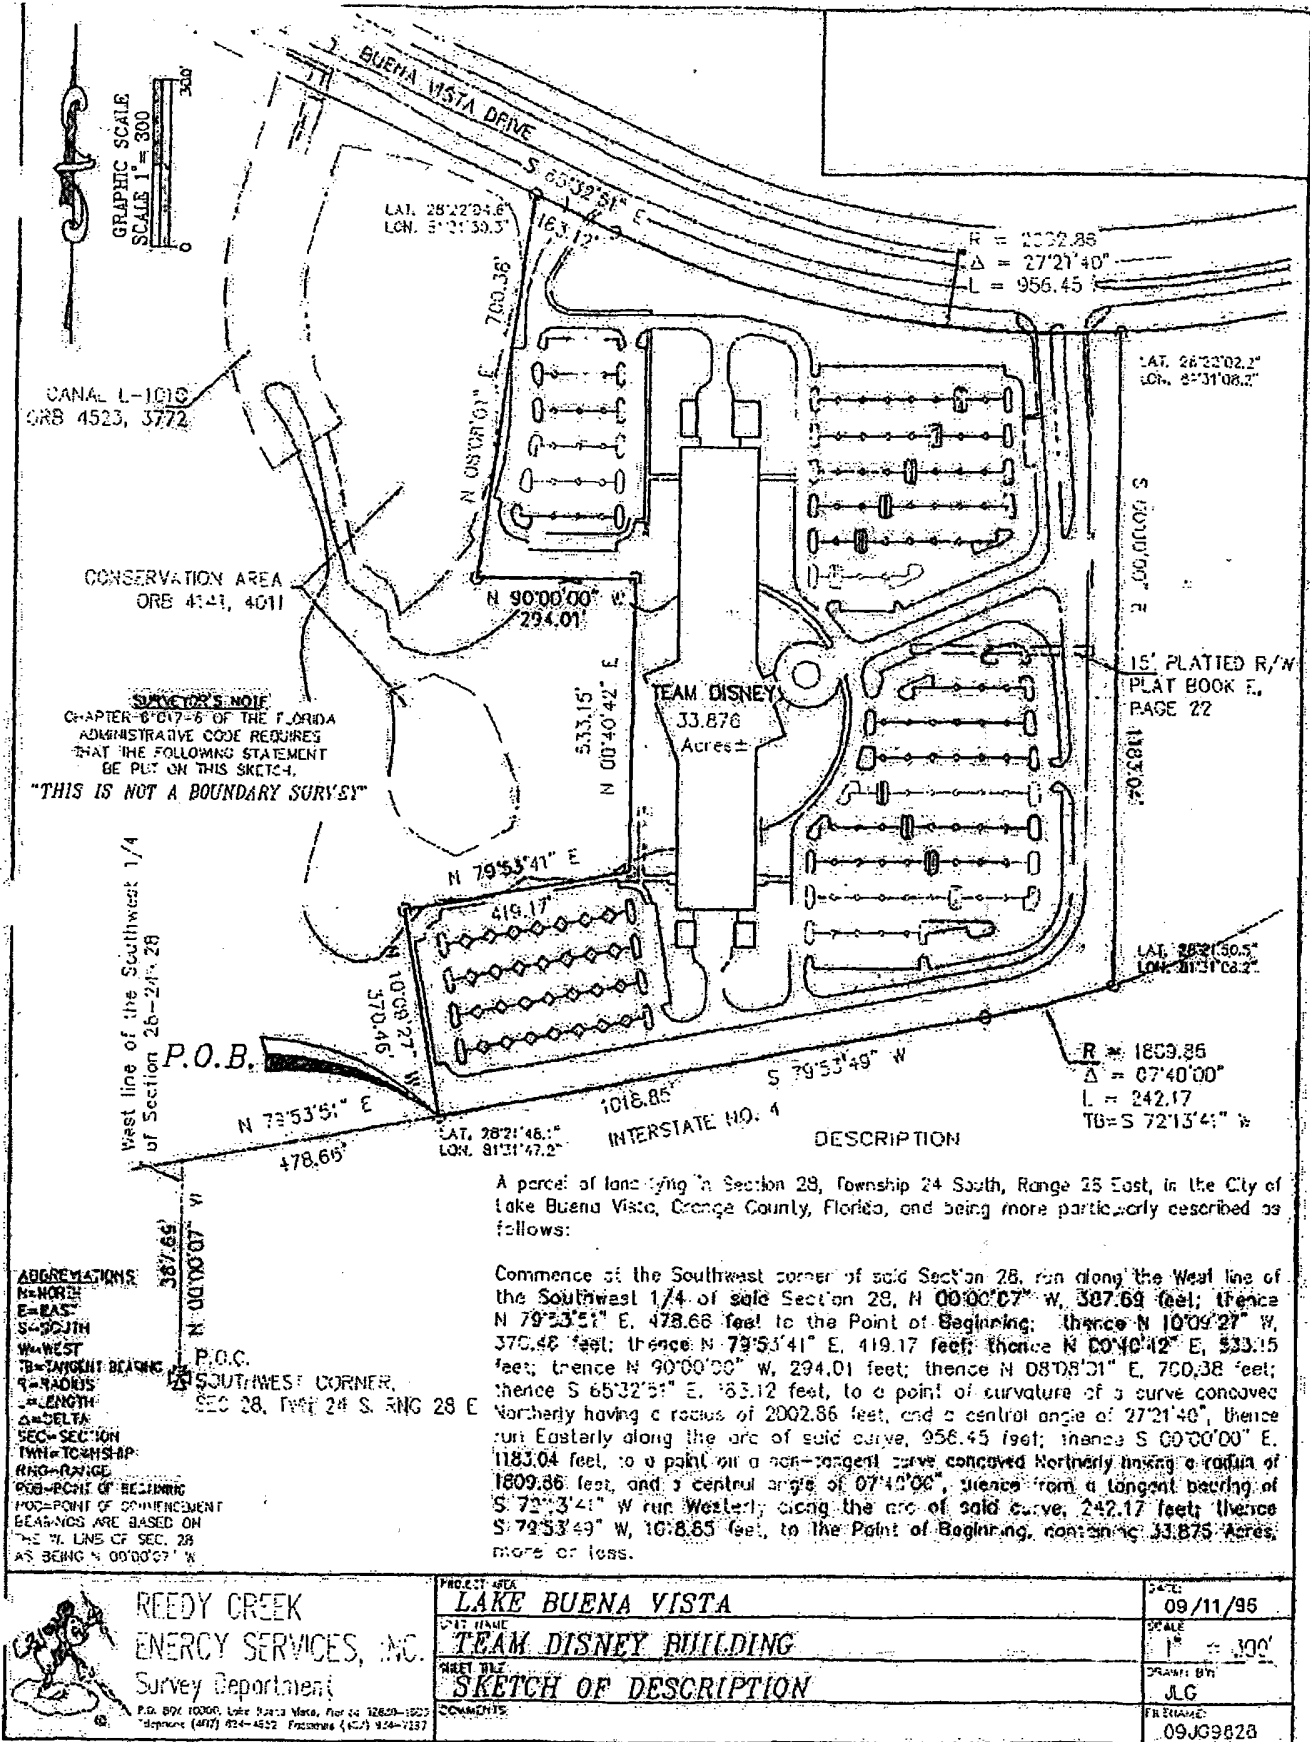 BUENA VISTA DRIVE
GRAPHIC SCALE
SCALE 1" = 300
0
300'
S 65°32'51" E
163.12'
LAT. 28°22'04.6"
700.38'
N 08°08'01" E
R = 2002.86
Δ = 27°21'40"
L = 956.45
LAT. 28°22'02.2"
LON. 81°31'08.2"
CANAL L-101
ORB 4523, 3772
S 00°00'00" E
1183.04'
CONSERVATION AREA
ORB 4141, 4011
N 90°00'00" W
294.01'
15' PLATTED R/W
PLAT BOOK E,
PAGE 22
TEAM DISNEY
33.876
Acres±
533.15'
N 00°40'42" E
SURVEYOR'S NOTE
CHAPTER OF THE FLORIDA
ADMINISTRATIVE CODE REQUIRES
THAT THE FOLLOWING STATEMENT
BE PUT ON THIS SKETCH.
"THIS IS NOT A BOUNDARY SURVEY"
N 79°53'41" E
419.17'
West line of the Southwest 1/4
of Section 28-24-28
N 10°09'27" W
370.46'
LAT. 28°21'50.5"
LON. 81°31'08.2"
P.O.B.
N 79°53'51" E
478.66'
LAT. 28°21'48.1"
LON. 81°31'47.2"
1018.85'
S 79°53'49" W
INTERSTATE NO. 4
R = 1809.86
Δ = 07°40'00"
L = 242.17
TB=S 72°13'41" W
DESCRIPTION
A parcel of land lying in Section 28, Township 24 South, Range 28 East, in the City of
Lake Buena Vista, Orange County, Florida, and being more particularly described as
follows:
387.69'
N 00°00'07" W
Commence at the Southwest corner of said Section 28, run along the West line of
the Southwest 1/4 of said Section 28, N 00°00'07" W, 387.69 feet; thence
N 79°53'51" E, 478.66 feet to the Point of Beginning; thence N 10°09'27" W,
370.46 feet; thence N 79°53'41" E, 419.17 feet; thence N 00°40'42" E, 533.15
feet; thence N 90°00'00" W, 294.01 feet; thence N 08°08'01" E, 700.38 feet;
thence S 65°32'51" E, 163.12 feet, to a point of curvature of a curve concaved
Northerly having a radius of 2002.86 feet, and a central angle of 27°21'40", thence
run Easterly along the arc of said curve, 956.45 feet; thence S 00°00'00" E,
1183.04 feet, to a point on a non-tangent curve concaved Northerly having a radius of
1809.86 feet, and a central angle of 07°40'00", thence from a tangent bearing of
S 72°13'41" W run Westerly along the arc of said curve, 242.17 feet; thence
S 79°53'49" W, 1018.85 feet, to the Point of Beginning, containing 33.876 Acres,
more or less.
ABBREVIATIONS
N=NORTH
E=EAST
S=SOUTH
W=WEST
TB=TANGENT BEARING
R=RADIUS
L=LENGTH
Δ=DELTA
SEC=SECTION
TWN=TOWNSHIP
RNG=RANGE
POB=POINT OF BEGINNING
POC=POINT OF COMMENCEMENT
BEARINGS ARE BASED ON
THE W. LINE OF SEC. 28
AS BEING N 00°00'07" W
P.O.C.
SOUTHWEST CORNER,
SEC 28, TWP 24 S. RNG 28 E
REEDY CREEK
ENERGY SERVICES, INC.
Survey Department
P.O. BOX 10000, Lake Buena Vista, Florida
Telephone (407)
PROJECT AREA
LAKE BUENA VISTA
UNIT NAME
TEAM DISNEY BUILDING
SHEET TITLE
SKETCH OF DESCRIPTION
COMMENTS:
DATE:
09/11/95
SCALE
1" = 300'
DRAWN BY:
JLG
FILENAME:
09JG9828